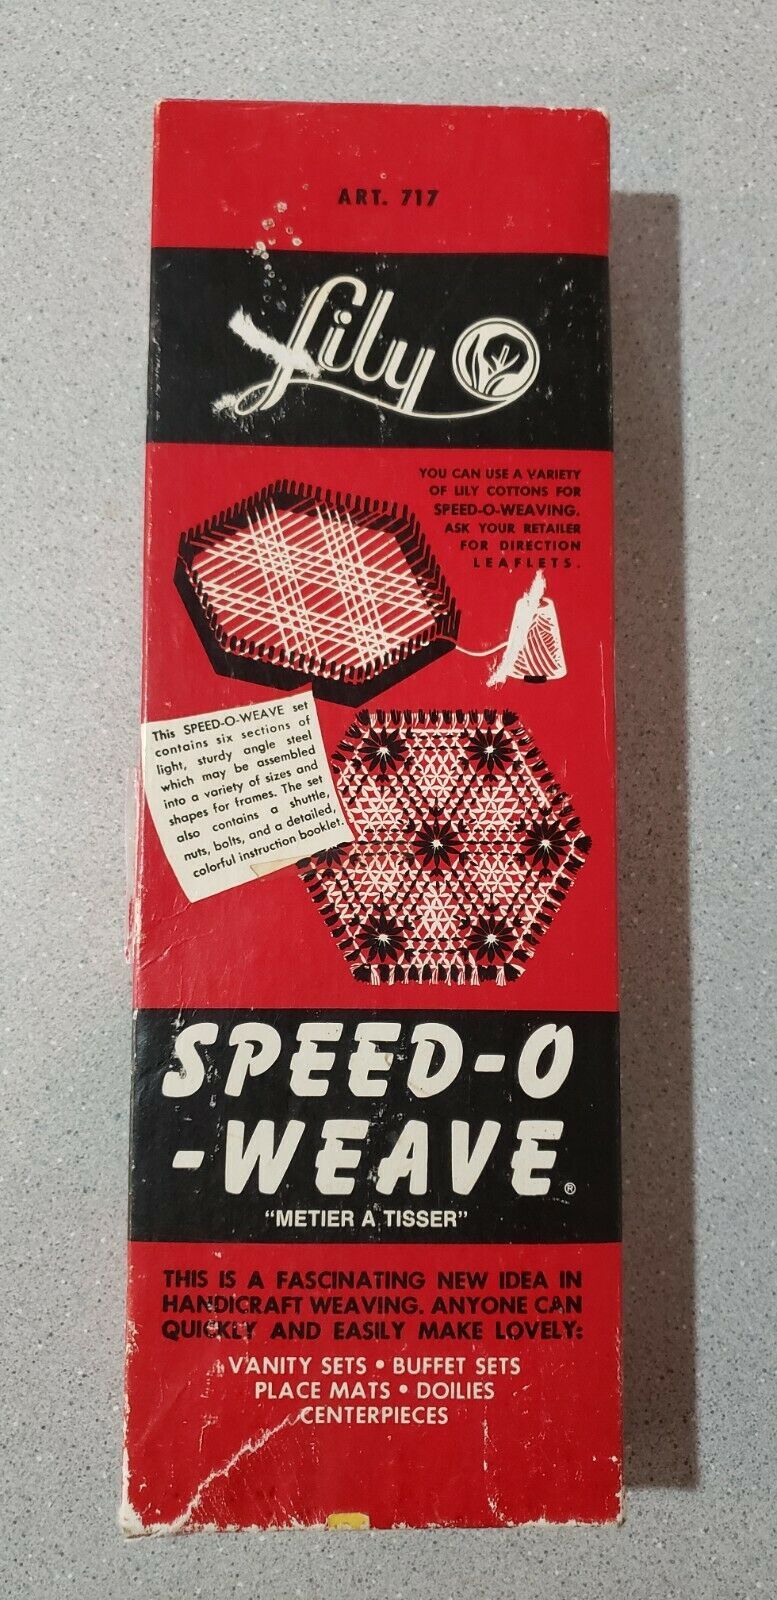 ART. 717
Lily
YOU CAN USE A VARIETY
OF LILY COTTONS FOR
SPEED-O-WEAVING.
ASK YOUR RETAILER
FOR DIRECTION
LEAFLETS.
This SPEED-O-WEAVE set
contains six sections of
light, sturdy angle steel
which may be assembled
into a variety of sizes and
shapes for frames. The set
also contains a shuttle,
nuts, bolts, and a detailed,
colorful instruction booklet.
SPEED-O
-WEAVE®
"METIER A TISSER"
THIS IS A FASCINATING NEW IDEA IN
HANDICRAFT WEAVING. ANYONE CAN
QUICKLY AND EASILY MAKE LOVELY:
VANITY SETS • BUFFET SETS
PLACE MATS • DOILIES
CENTERPIECES